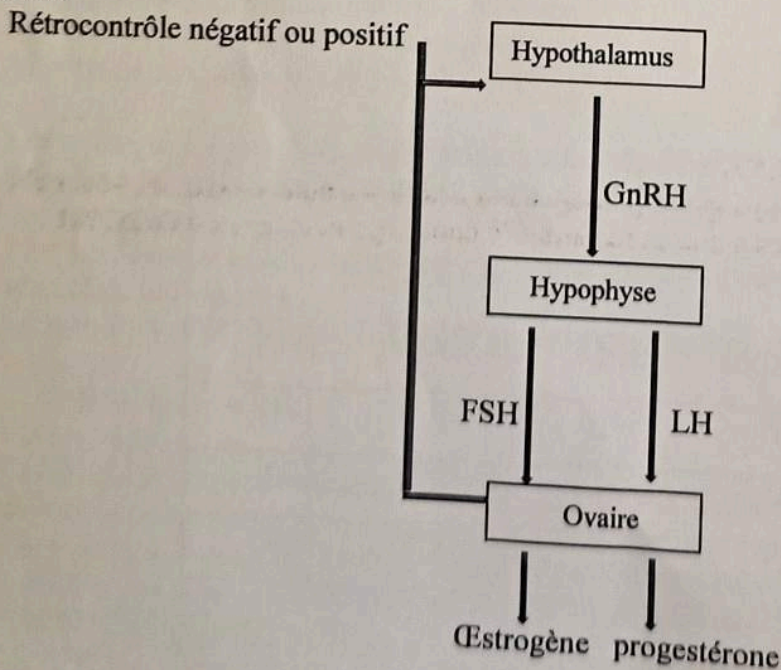 Rétrocontrôle négatif ou positif
Hypothalamus
GnRH
Hypophyse
FSH
LH
Ovaire
Œstrogène progestérone